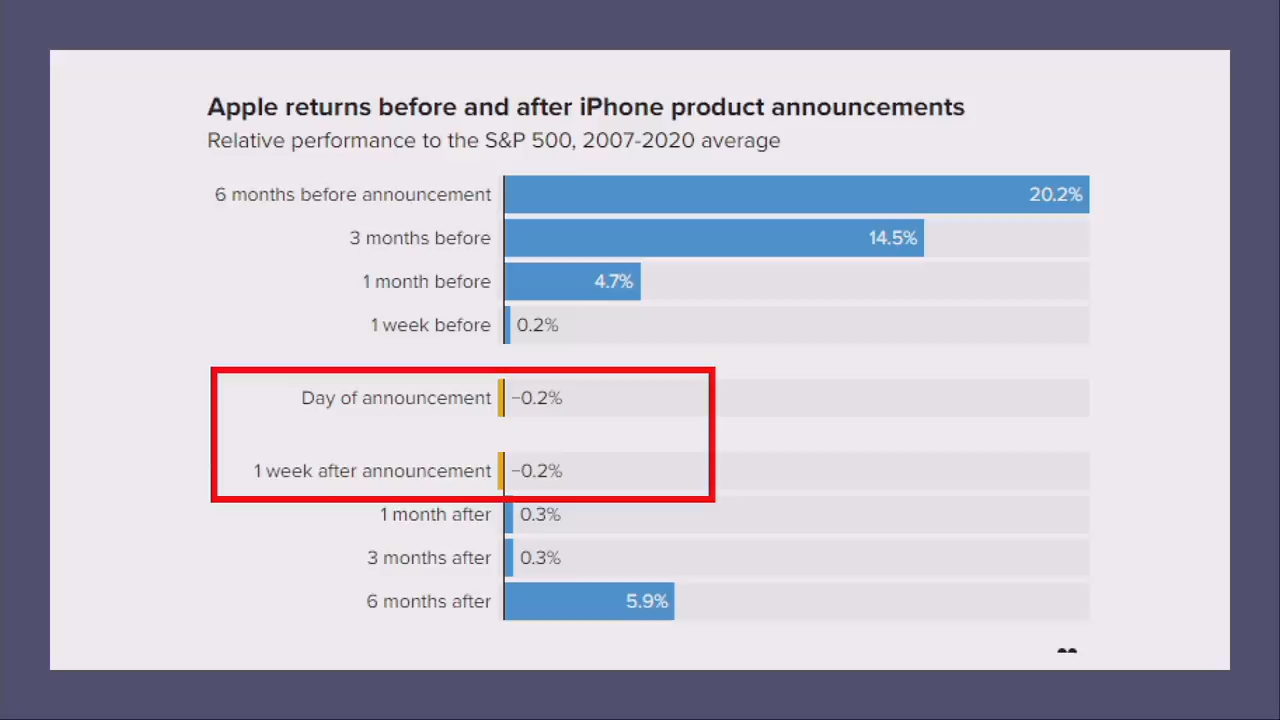 Apple returns before and after iPhone product announcements
Relative performance to the S&P 500, 2007-2020 average
6 months before announcement 20.2%
3 months before 14.5%
1 month before 4.7%
1 week before 0.2%
Day of announcement −0.2%
1 week after announcement −0.2%
1 month after 0.3%
3 months after 0.3%
6 months after 5.9%